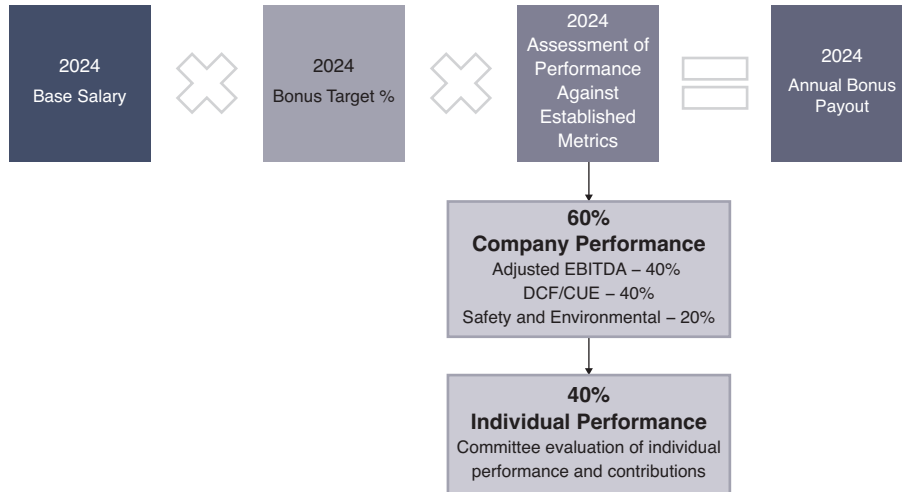 2024
Base Salary
2024
Bonus Target %
2024
Assessment of
Performance
Against
Established
Metrics
2024
Annual Bonus
Payout
60%
Company Performance
Adjusted EBITDA – 40%
DCF/CUE – 40%
Safety and Environmental – 20%
40%
Individual Performance
Committee evaluation of individual
performance and contributions